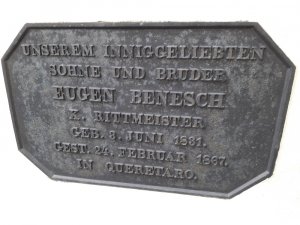 UNSEREM INNIGGELIEBTEN
SOHNE UND BRUDER
EUGEN BENESCH
K. RITTMEISTER
GEB. 3. JUNI 1831.
GEST. 24. FEBRUAR 1867.
IN QUERETARO.